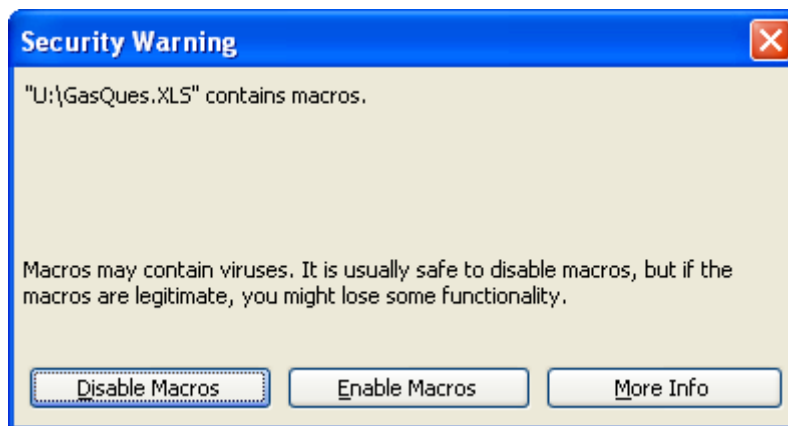 Security Warning
"U:\GasQues.XLS" contains macros.
Macros may contain viruses. It is usually safe to disable macros, but if the
macros are legitimate, you might lose some functionality.
Disable Macros Enable Macros More Info